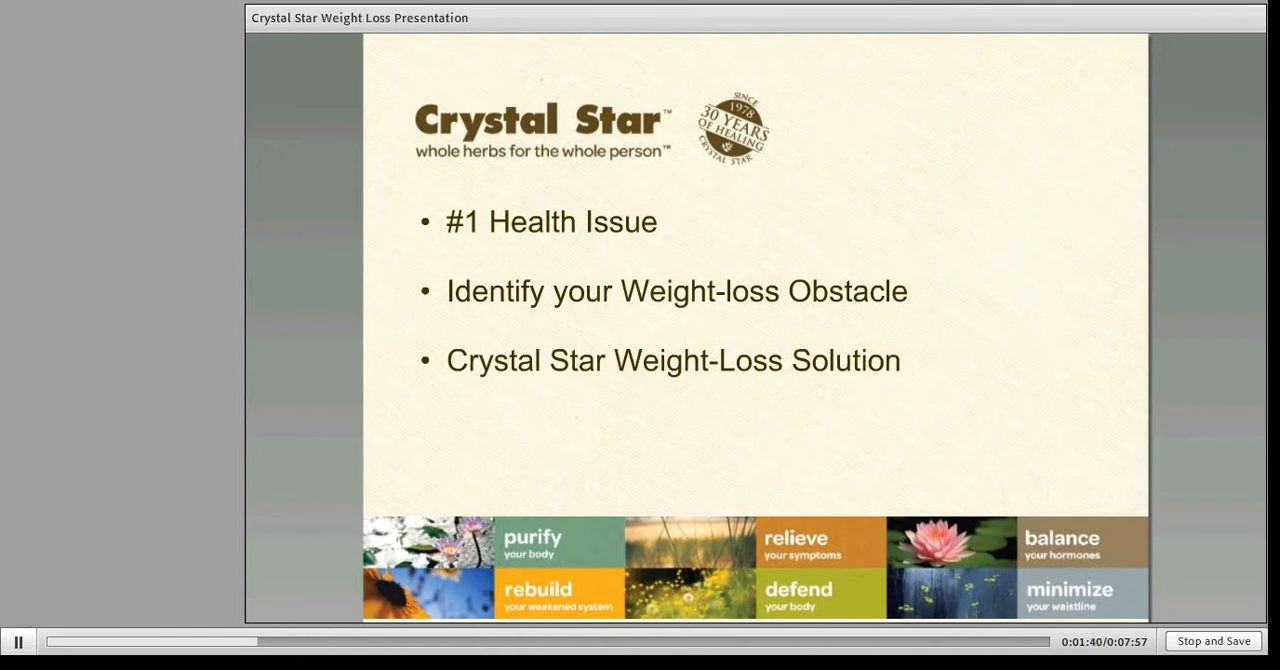 Crystal Star Weight Loss Presentation
Crystal Star™
whole herbs for the whole person™
SINCE
1978
30 YEARS
OF HEALING
CRYSTAL STAR
• #1 Health Issue
• Identify your Weight-loss Obstacle
• Crystal Star Weight-Loss Solution
purify
your body
relieve
your symptoms
balance
your hormones
rebuild
your weakened system
defend
your body
minimize
your waistline
0:01:40/0:07:57
Stop and Save